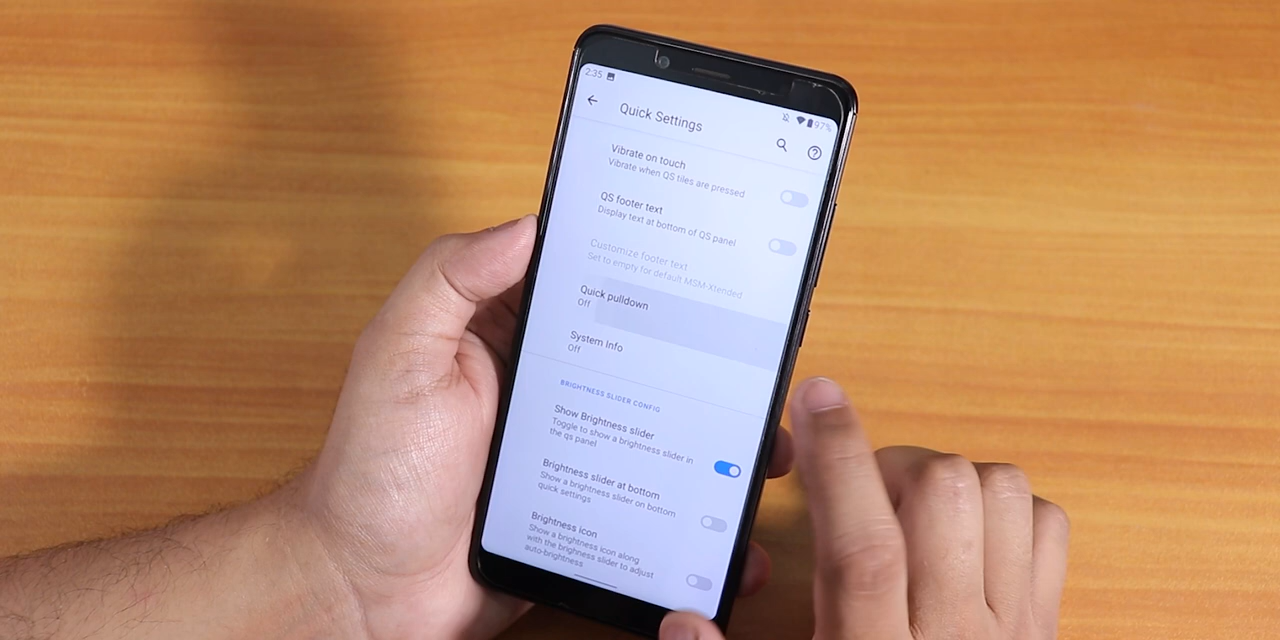 2:35
97%
Quick Settings
Vibrate on touch
Vibrate when QS tiles are pressed
QS footer text
Display text at bottom of QS panel
Customize footer text
Set to empty for default MSM-Xtended
Quick pulldown
Off
System Info
Off
BRIGHTNESS SLIDER CONFIG
Show Brightness slider
Toggle to show a brightness slider in
the qs panel
Brightness slider at bottom
Show a brightness slider on bottom
quick settings
Brightness icon
Show a brightness icon along
with the brighness slider to adjust
auto-brightness